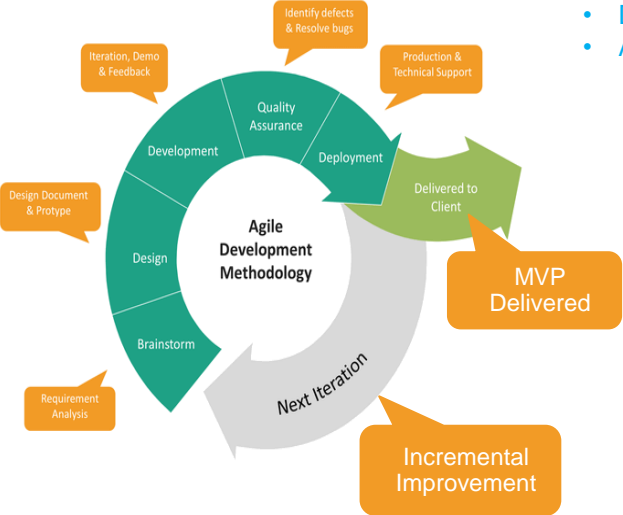 Identify defects
& Resolve bugs
Iteration, Demo
& Feedback
Production &
Technical Support
Quality
Assurance
Development
Deployment
Delivered to
Client
Design Document
& Protype
Agile
Development
Methodology
Design
MVP
Delivered
Brainstorm
Next Iteration
Requirement
Analysis
Incremental
Improvement